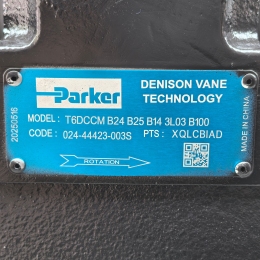 Parker
DENISON VANE
TECHNOLOGY
MODEL: T6DCCM B24 B25 B14 3L03 B100
CODE: 024-44423-003S PTS: XQLCBIAD
ROTATION
20250516
MADE IN CHINA